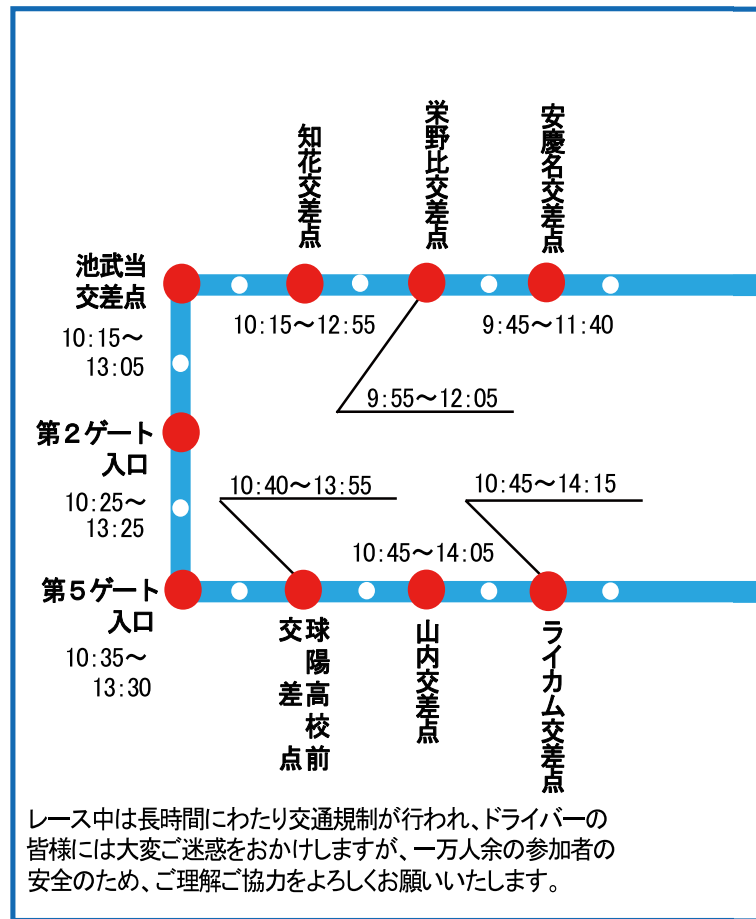 知花交差点
栄野比交差点
安慶名交差点
池武当
交差点
10:15～
13:05
10:15～12:55
9:45～11:40
9:55～12:05
第2ゲート
入口
10:25～
13:25
10:40～13:55
10:45～14:15
10:45～14:05
第5ゲート
入口
10:35～
13:30
球陽高校前
交差点
山内交差点
ライカム交差点
レース中は長時間にわたり交通規制が行われ、ドライバーの
皆様には大変ご迷惑をおかけしますが、一万人余の参加者の
安全のため、ご理解ご協力をよろしくお願いいたします。